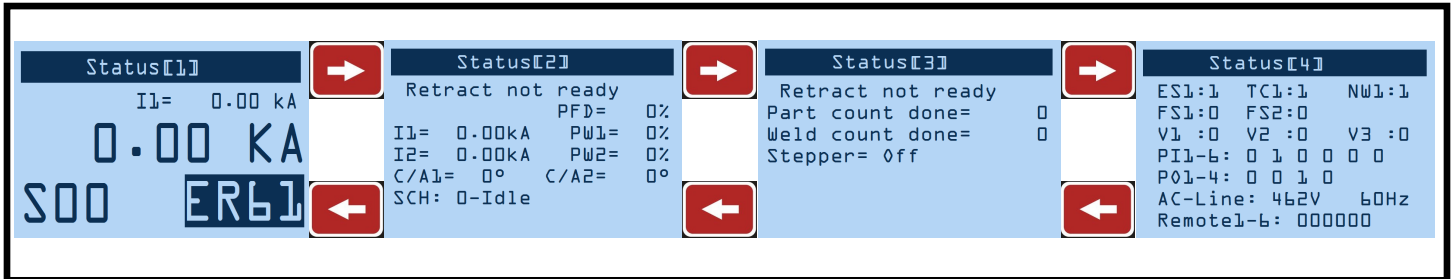 Status[1]
I1= 0.00 kA
0.00 KA
S00 ER61
Status[2]
Retract not ready
PFD= 0%
I1= 0.00kA PW1= 0%
I2= 0.00kA PW2= 0%
C/A1= 0° C/A2= 0°
SCH: 0-Idle
Status[3]
Retract not ready
Part count done= 0
Weld count done= 0
Stepper= Off
Status[4]
ES1:1 TC1:1 NW1:1
FS1:0 FS2:0
V1 :0 V2 :0 V3 :0
PI1-6: 0 1 0 0 0 0
PO1-4: 0 0 1 0
AC-Line: 462V 60Hz
Remote1-6: 000000